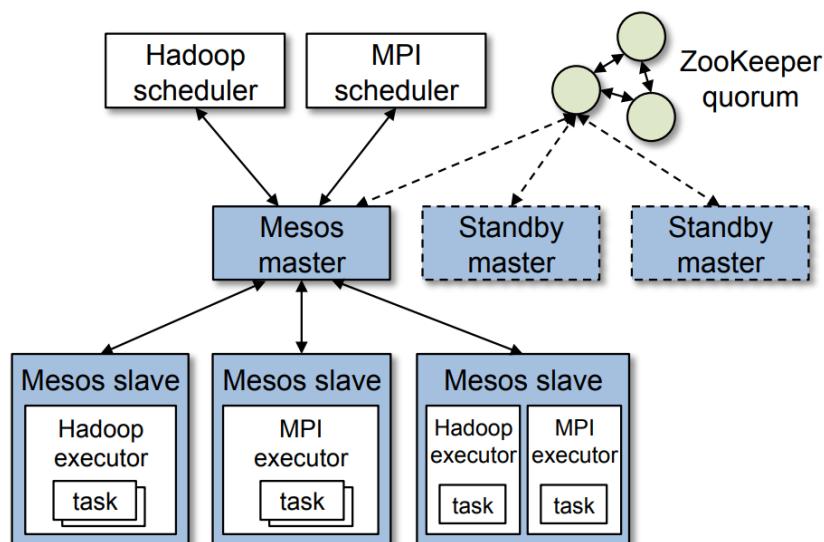 Hadoop
scheduler
MPI
scheduler
ZooKeeper
quorum
Mesos
master
Standby
master
Standby
master
Mesos slave
Hadoop
executor
task
Mesos slave
MPI
executor
task
Mesos slave
Hadoop
executor
task
MPI
executor
task